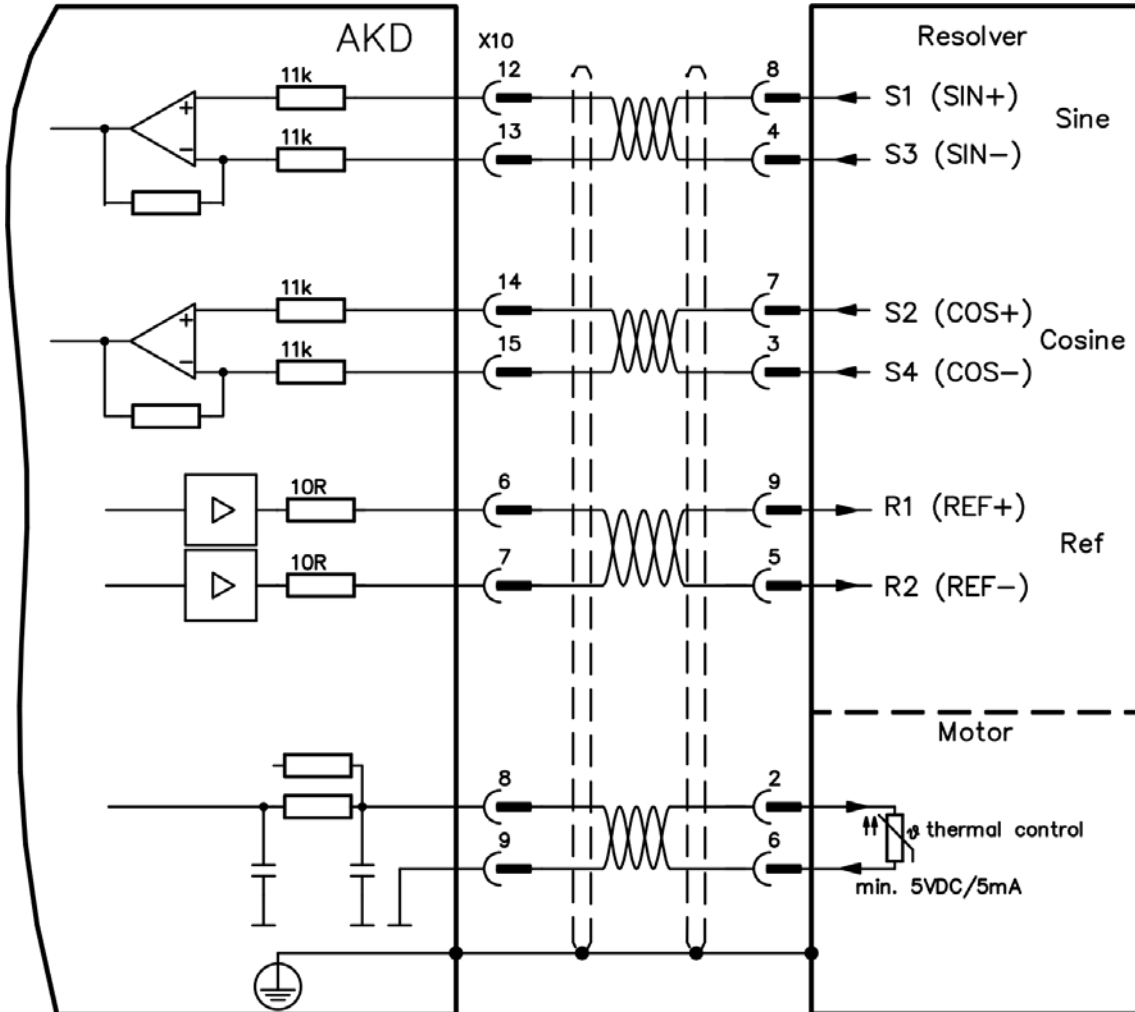 AKD
X10
Resolver
11k
12
8
S1 (SIN+)
Sine
11k
13
4
S3 (SIN-)
11k
14
7
S2 (COS+)
Cosine
11k
15
3
S4 (COS-)
10R
6
9
R1 (REF+)
Ref
10R
7
5
R2 (REF-)
Motor
8
2
ϑ thermal control
9
6
min. 5VDC/5mA